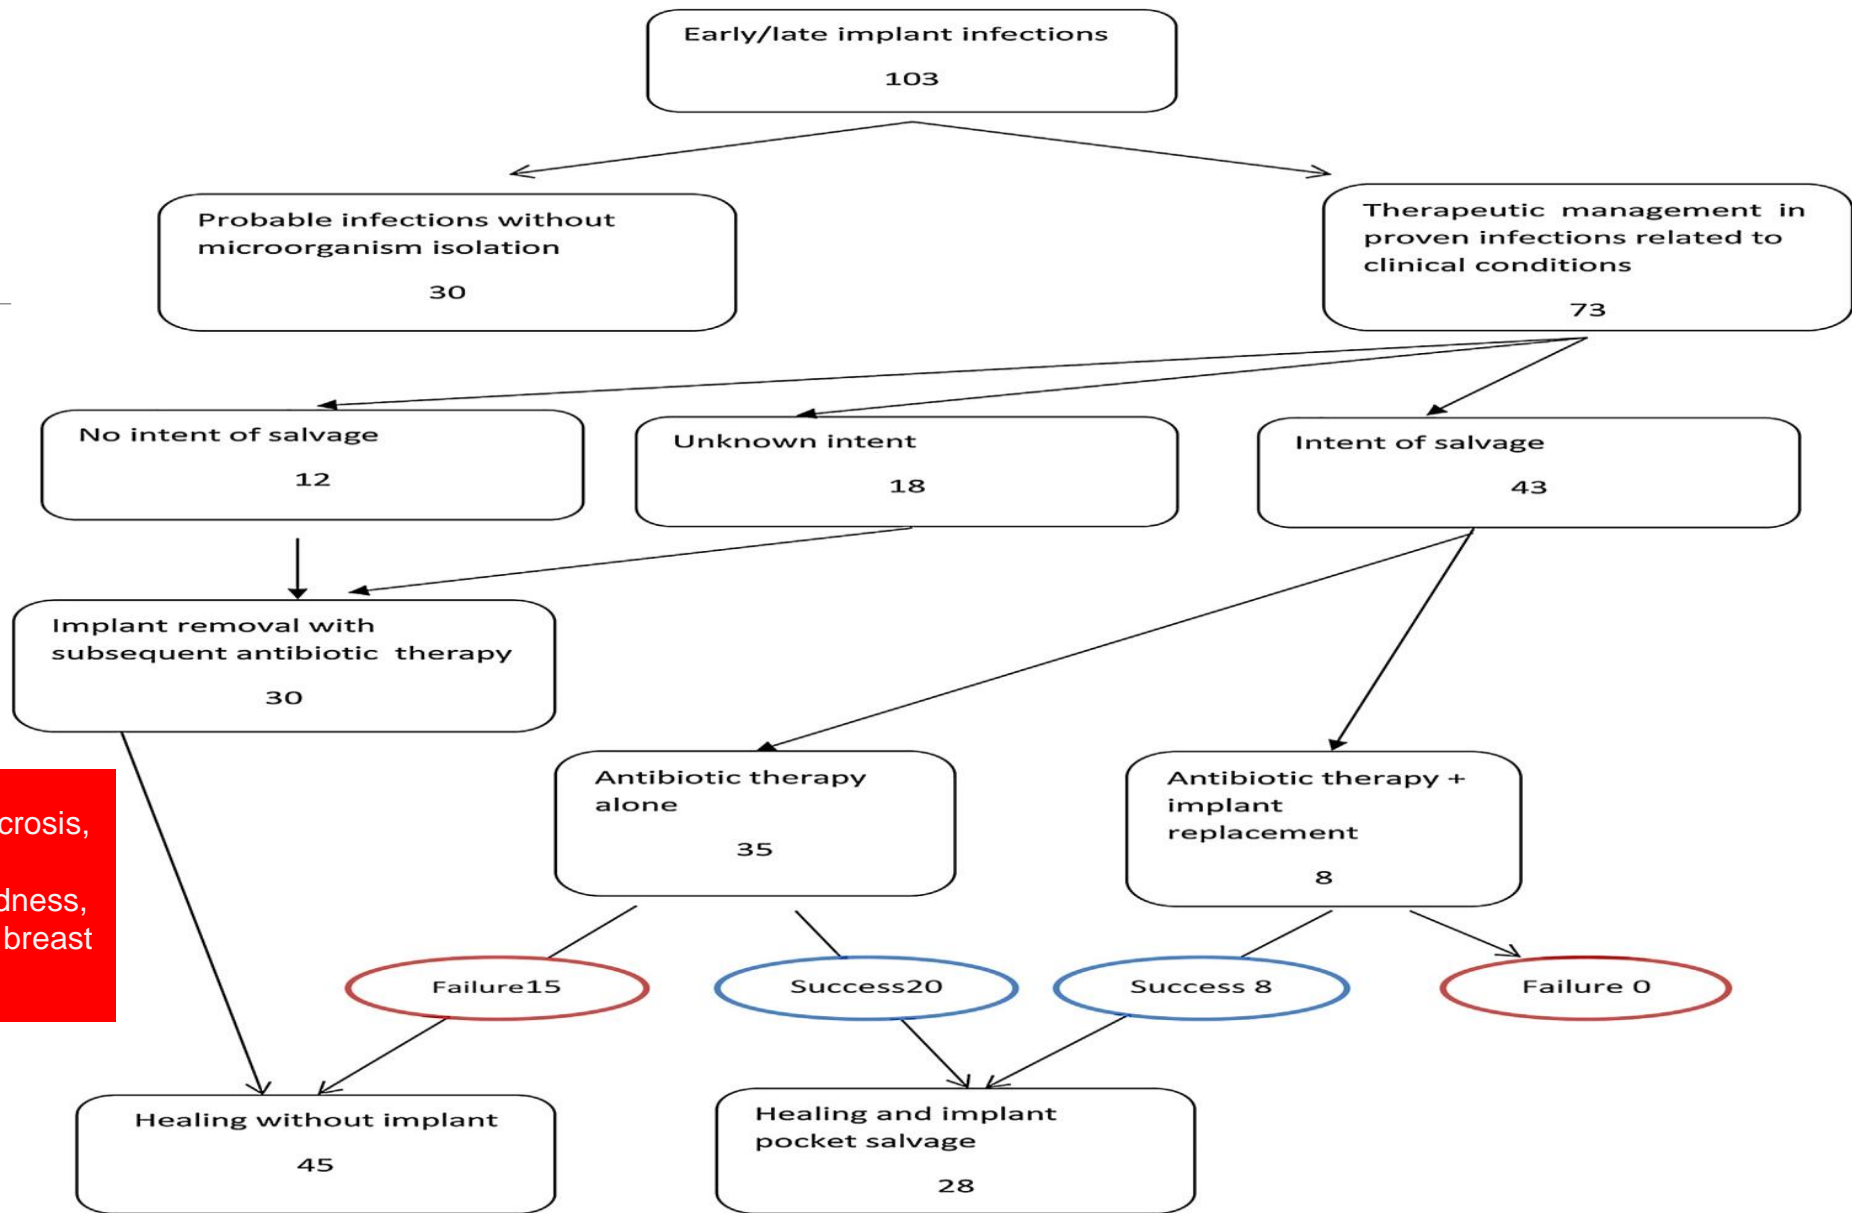 Early/late implant infections
103
Probable infections without
microorganism isolation
30
Therapeutic management in
proven infections related to
clinical conditions
73
No intent of salvage
12
Unknown intent
18
Intent of salvage
43
Implant removal with
subsequent antibiotic therapy
30
Antibiotic therapy
alone
35
Antibiotic therapy +
implant
replacement
8
crosis,
dness,
breast
Failure15
Success20
Success 8
Failure 0
Healing without implant
45
Healing and implant
pocket salvage
28